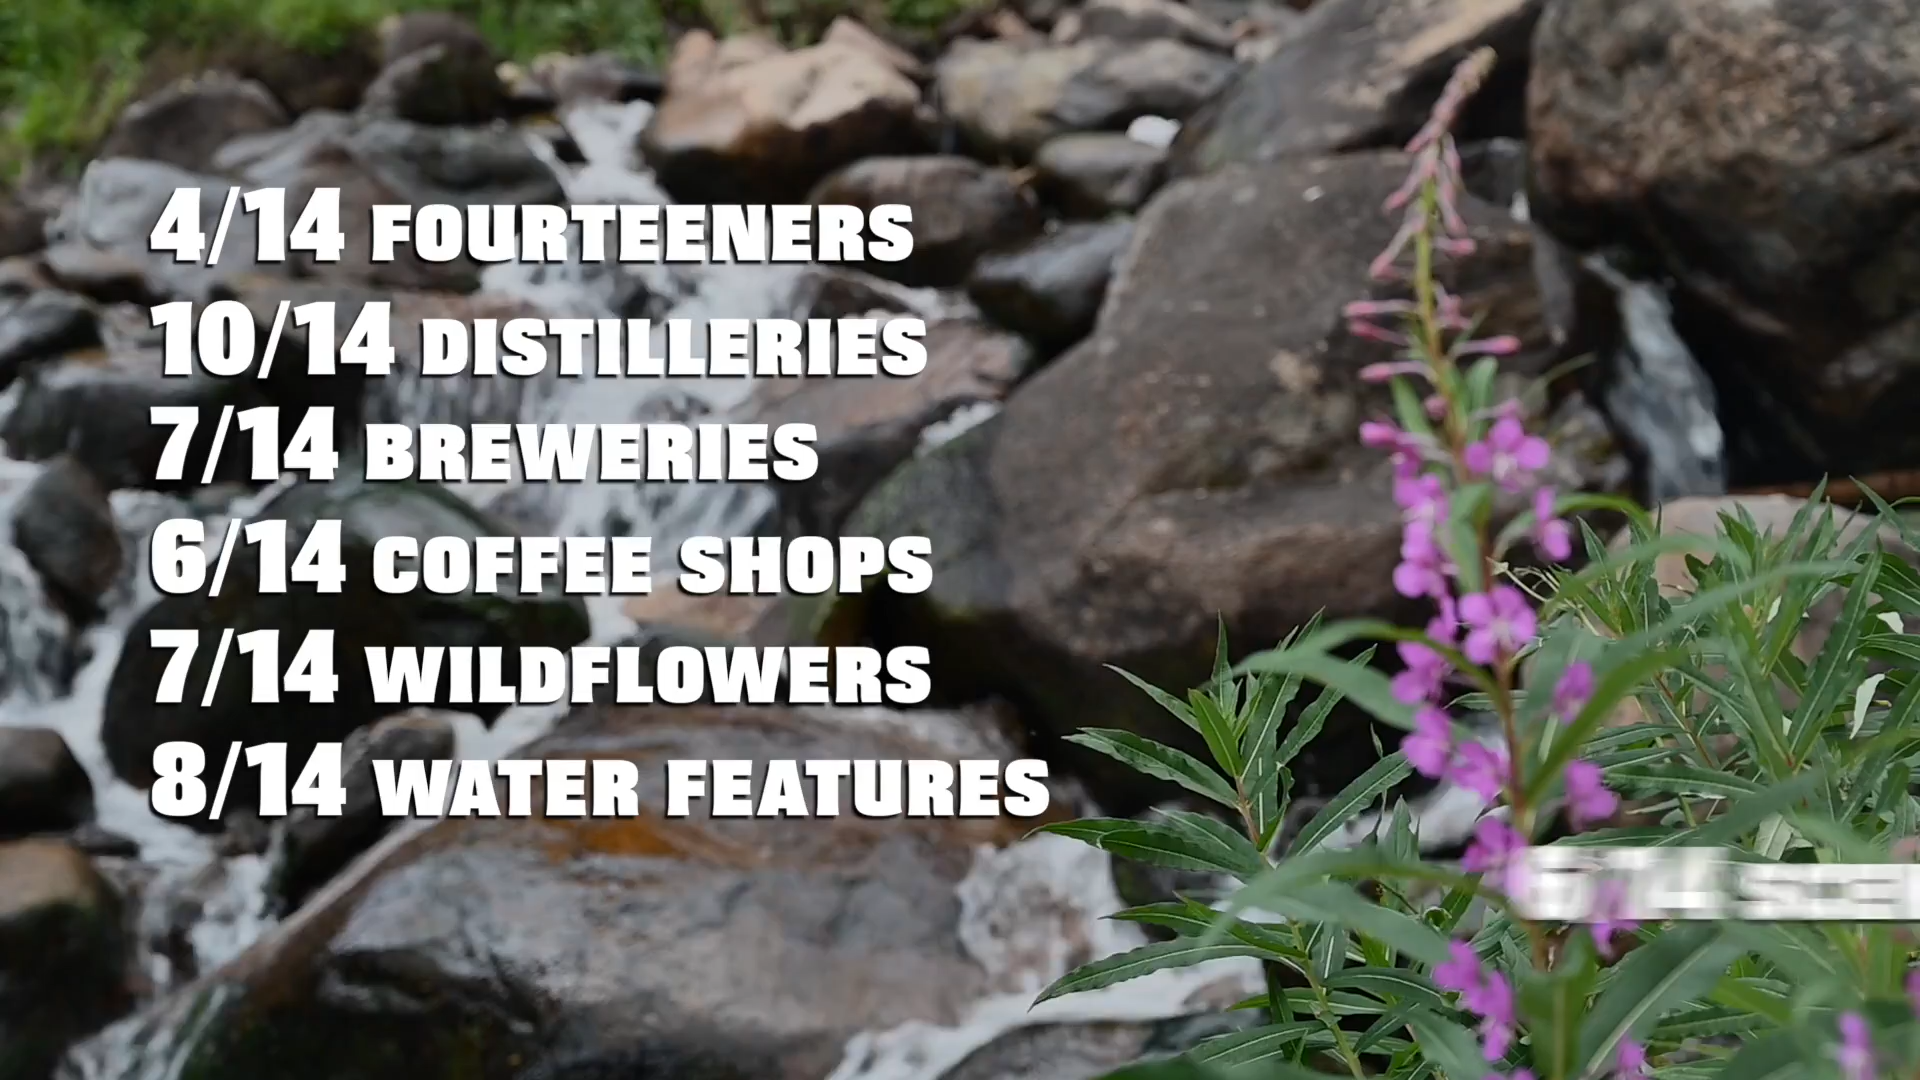 4/14 FOURTEENERS
10/14 DISTILLERIES
7/14 BREWERIES
6/14 COFFEE SHOPS
7/14 WILDFLOWERS
8/14 WATER FEATURES